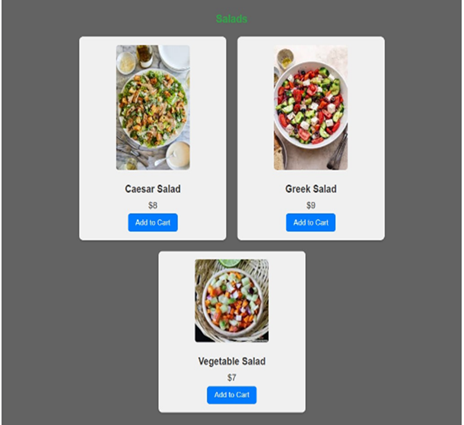 Salads
Caesar Salad
$8
Add to Cart
Greek Salad
$9
Add to Cart
Vegetable Salad
$7
Add to Cart